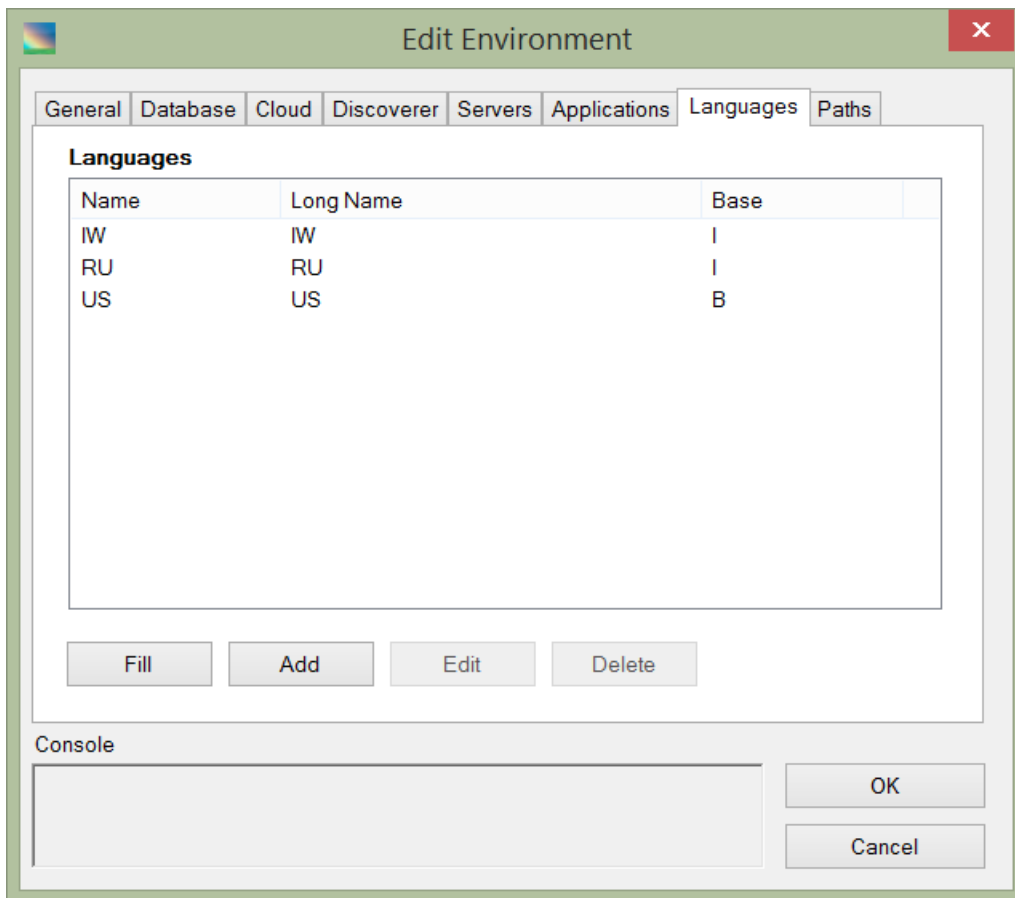 Edit Environment
General Database Cloud Discoverer Servers Applications Languages Paths
Languages
Name Long Name Base
IW IW I
RU RU I
US US B
Fill Add Edit Delete
Console
OK
Cancel